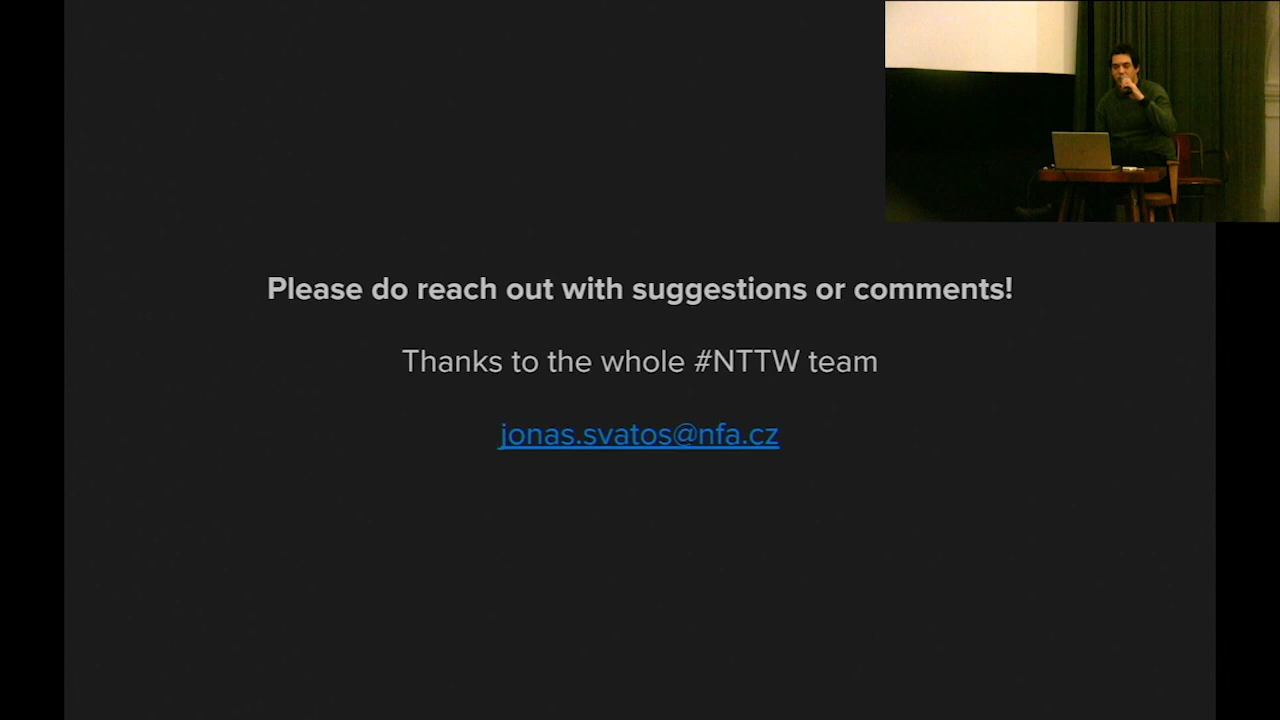 Please do reach out with suggestions or comments!
Thanks to the whole #NTTW team
jonas.svatos@nfa.cz